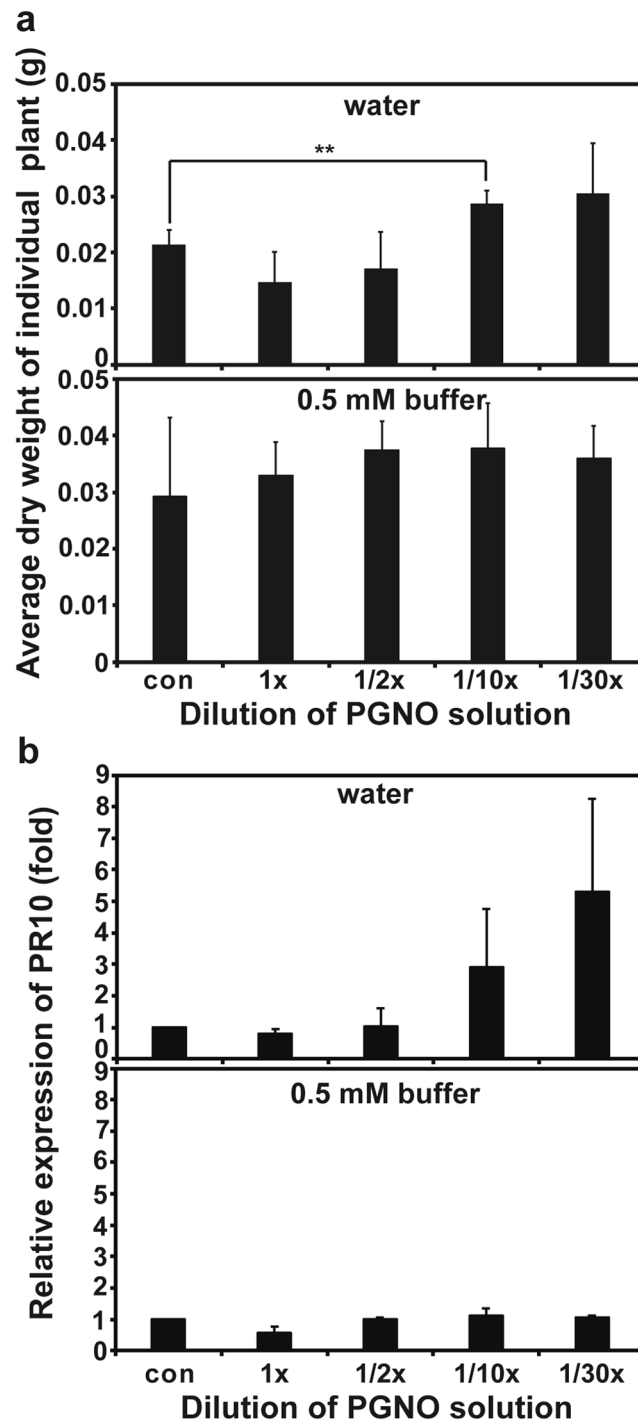 a
Average dry weight of individual plant (g)
0.05
water
0.04
**
0.03
0.02
0.01
0
0.05
0.5 mM buffer
0.04
0.03
0.02
0.01
0
con 1x 1/2x 1/10x 1/30x
Dilution of PGNO solution
b
Relative expression of PR10 (fold)
9
water
8
7
6
5
4
3
2
1
0
9
0.5 mM buffer
8
7
6
5
4
3
2
1
0
con 1x 1/2x 1/10x 1/30x
Dilution of PGNO solution